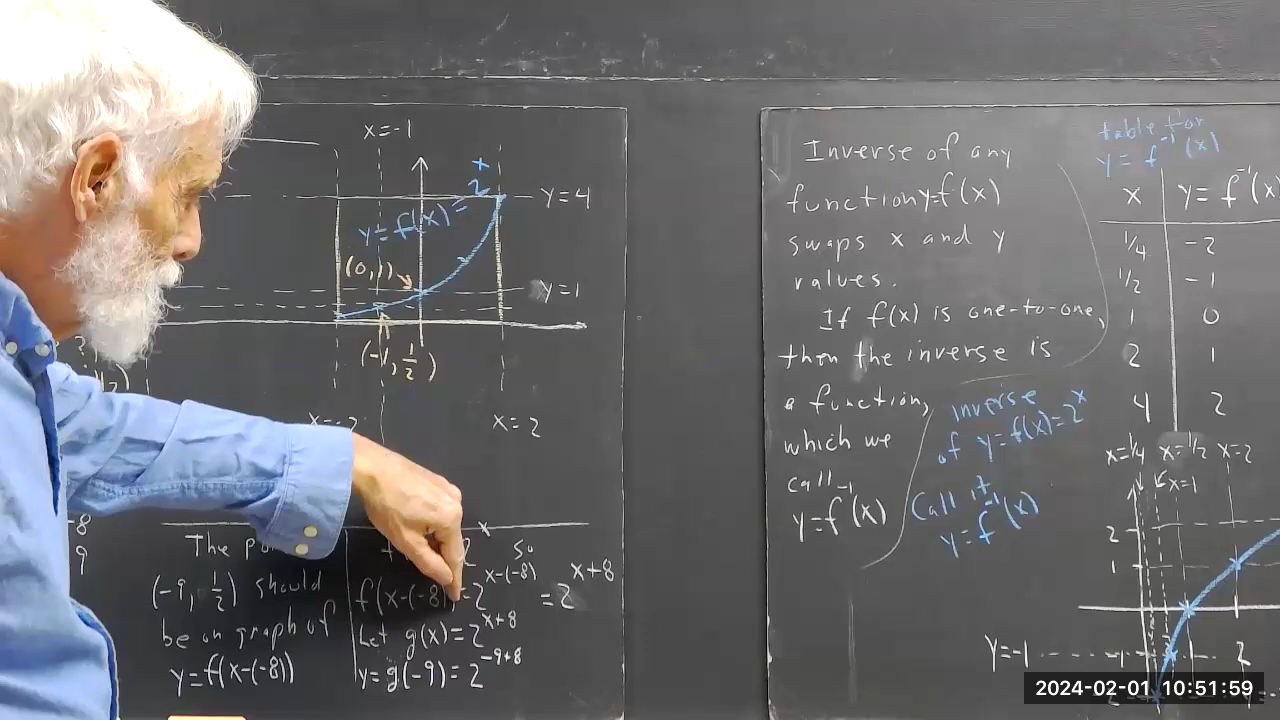 x=-1
y=4
y=f(x)=2^x
(0,1)
y=1
(-1, 1/2)
x=-2
x=2
-8
9
The
(-9, 1/2) should
be on graph of
y=f(x-(-8))
2^x so
f(x-(-8))=2^(x-(-8)) =2^(x+8)
Let g(x)=2^(x+8)
y=g(-9)=2^(-9+8)
Inverse of any
function y=f(x)
swaps x and y
values.
If f(x) is one-to-one,
then the inverse is
a function,
which we
call
y=f^-1(x)
inverse
of y=f(x)=2^x
Call it
y=f^-1(x)
table for
y=f^-1(x)
x y=f^-1(x)
1/4 -2
1/2 -1
1 0
2 1
4 2
x=1/4 x=1/2 x=2
x=1
2
1
y=-1 -1 2
2024-02-01 10:51:59